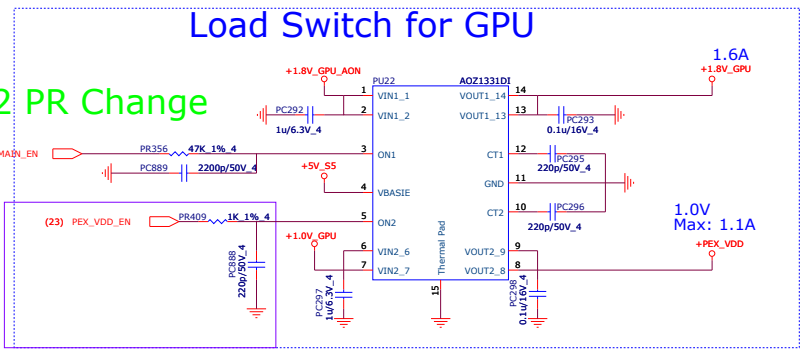 Load Switch for GPU
1.6A
+1.8V_GPU_AON
PU22
AOZ1331DI
+1.8V_GPU
2 PR Change
1
VIN1_1
VOUT1_14
14
PC292
2
VIN1_2
VOUT1_13
13
PC293
1u/6.3V_4
0.1u/16V_4
MAIN_EN
PR356
47K_1%_4
3
ON1
CT1
12
PC295
PC889
2200p/50V_4
+5V_S5
220p/50V_4
4
VBASIE
GND
11
CT2
10
PC296
220p/50V_4
1.0V
Max: 1.1A
(23)
PEX_VDD_EN
PR409
1K_1%_4
5
ON2
+1.0V_GPU
+PEX_VDD
6
VIN2_6
VOUT2_9
9
7
VIN2_7
VOUT2_8
8
Thermal Pad
15
PC888
220p/50V_4
PC297
1u/6.3V_4
PC298
0.1u/16V_4